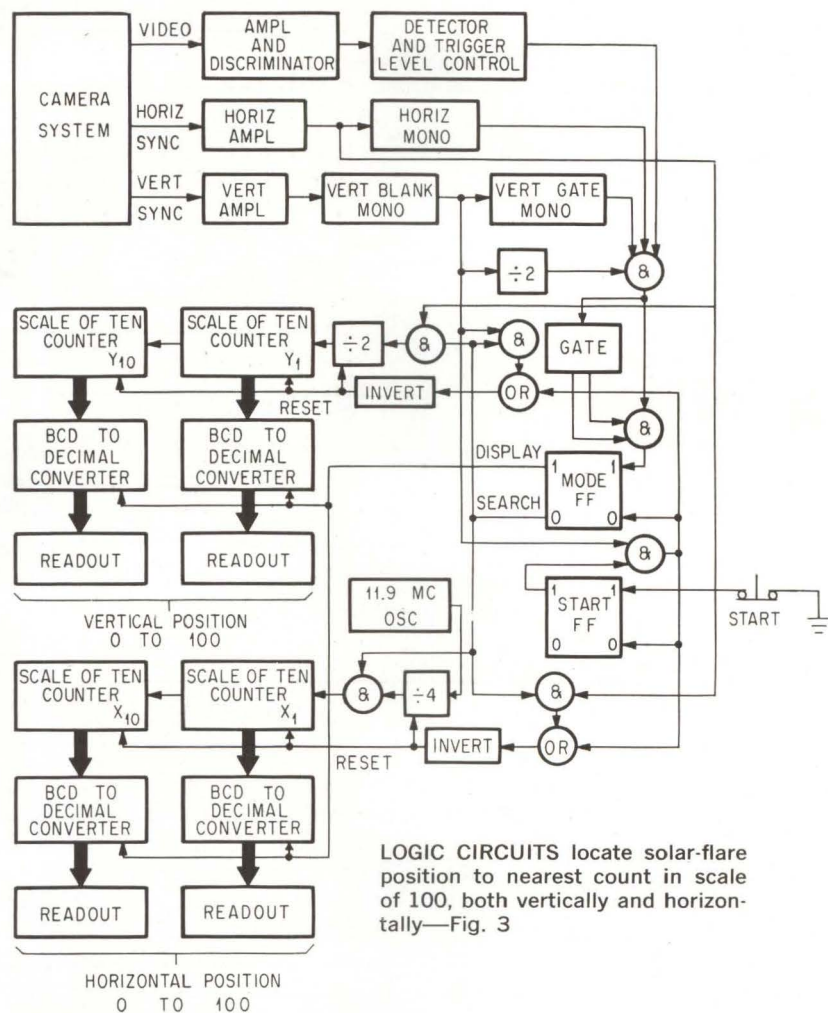 VIDEO
AMPL
AND
DISCRIMINATOR
DETECTOR
AND TRIGGER
LEVEL CONTROL
CAMERA
SYSTEM
HORIZ
SYNC
HORIZ
AMPL
HORIZ
MONO
VERT
SYNC
VERT
AMPL
VERT BLANK
MONO
VERT GATE
MONO
÷2
&
SCALE OF TEN
COUNTER
Y10
SCALE OF TEN
COUNTER
Y1
÷2
&
&
GATE
RESET
INVERT
OR
&
BCD TO
DECIMAL
CONVERTER
BCD TO
DECIMAL
CONVERTER
DISPLAY
SEARCH
1 1
MODE
FF
0 0
READOUT
READOUT
&
VERTICAL POSITION
0 TO 100
11.9 MC
OSC
1 1
START
FF
0 0
START
SCALE OF TEN
COUNTER
X10
SCALE OF TEN
COUNTER
X1
&
÷4
&
RESET
INVERT
OR
BCD TO
DECIMAL
CONVERTER
BCD TO
DECIMAL
CONVERTER
READOUT
READOUT
HORIZONTAL POSITION
0 TO 100
LOGIC CIRCUITS locate solar-flare
position to nearest count in scale
of 100, both vertically and horizon-
tally—Fig. 3